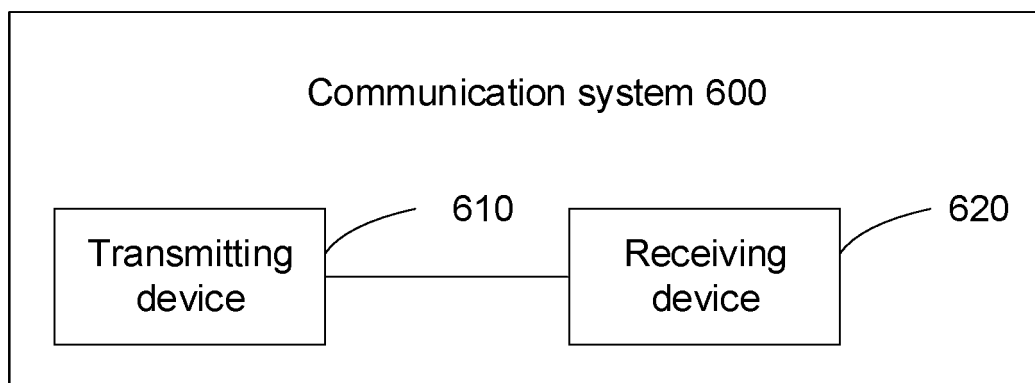 Communication system 600
610
620
Transmitting
device
Receiving
device